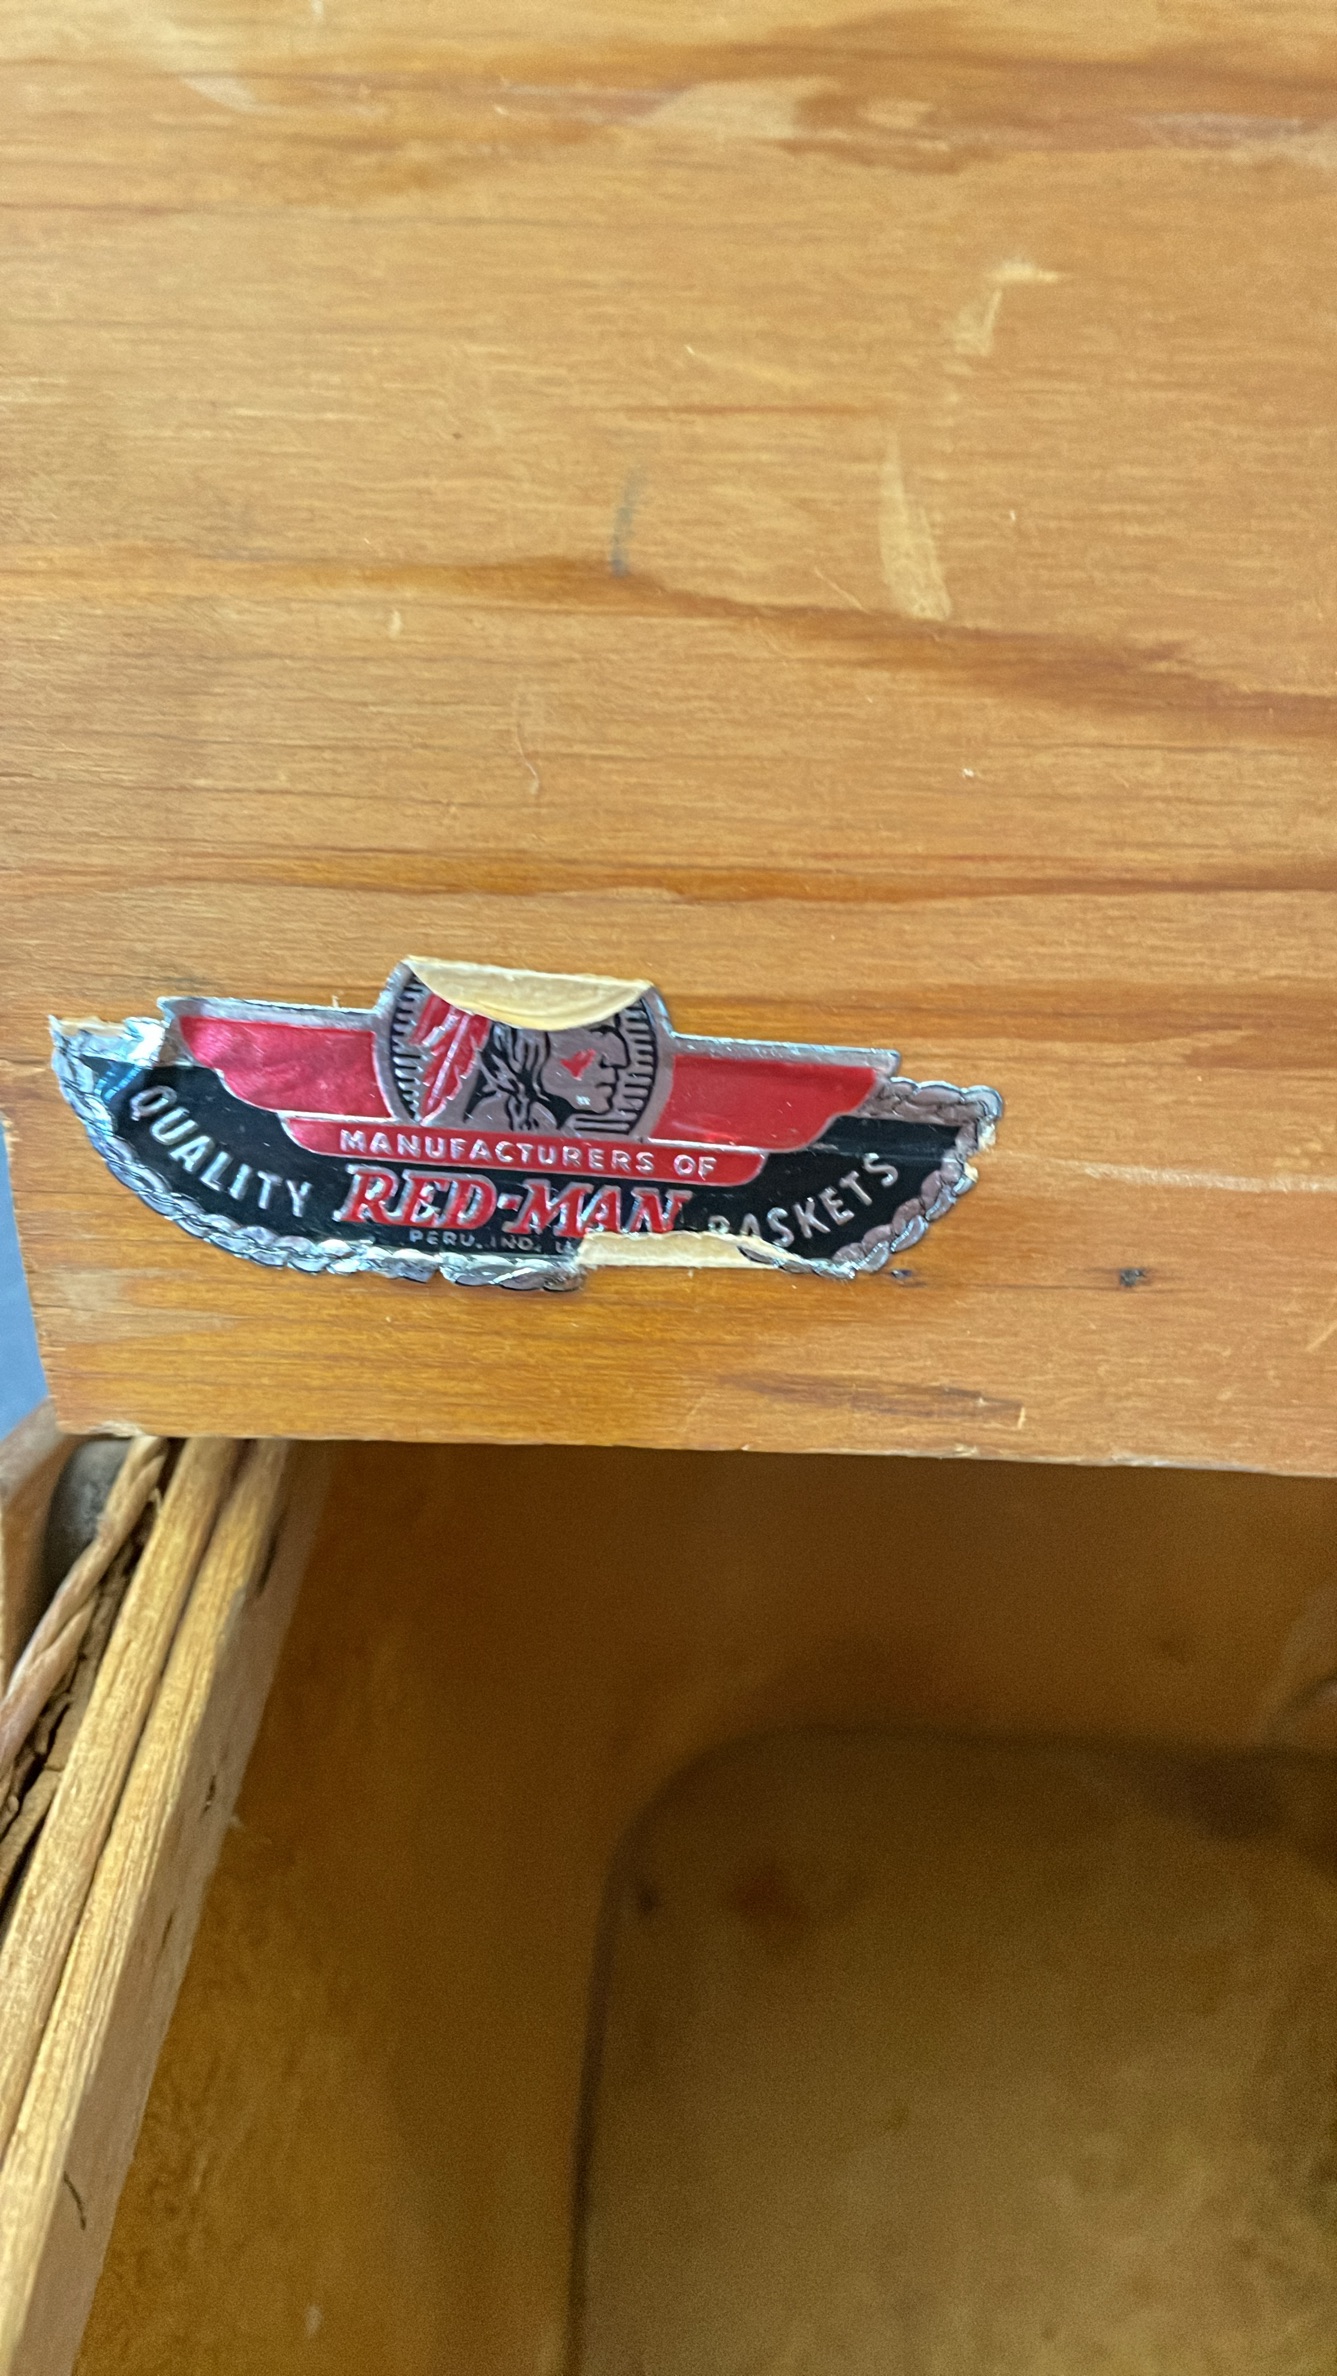 MANUFACTURERS OF
QUALITY RED-MAN BASKETS
PERU, IND.